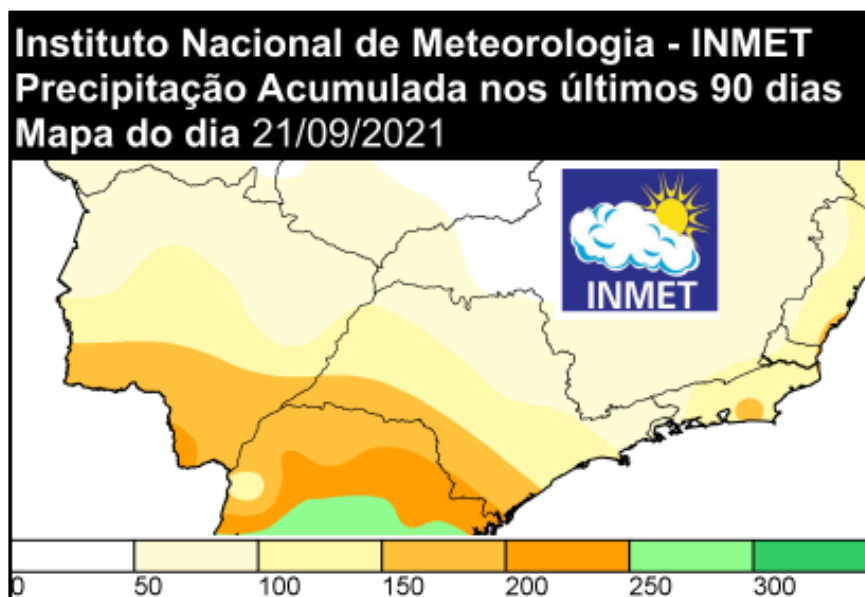 Instituto Nacional de Meteorologia - INMET
Precipitação Acumulada nos últimos 90 dias
Mapa do dia 21/09/2021
INMET
0 50 100 150 200 250 300